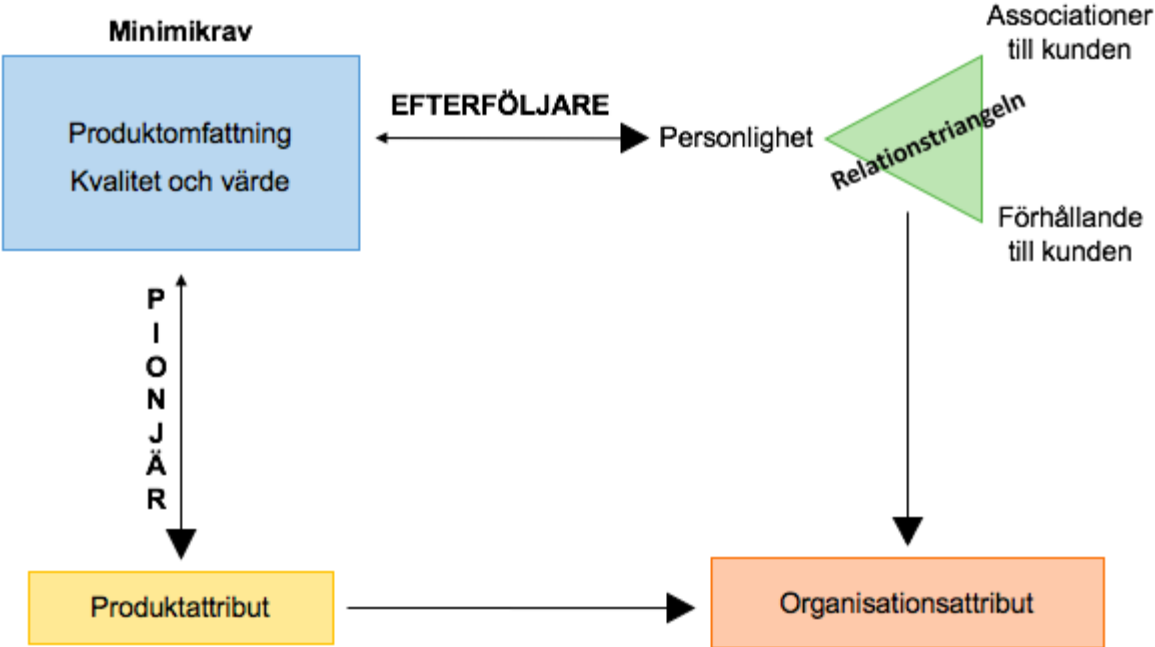 Minimikrav
Produktomfattning
Kvalitet och värde
EFTERFÖLJARE
Personlighet
Relationstriangeln
Associationer
till kunden
Förhållande
till kunden
P
I
O
N
J
Ä
R
Produktattribut
Organisationsattribut